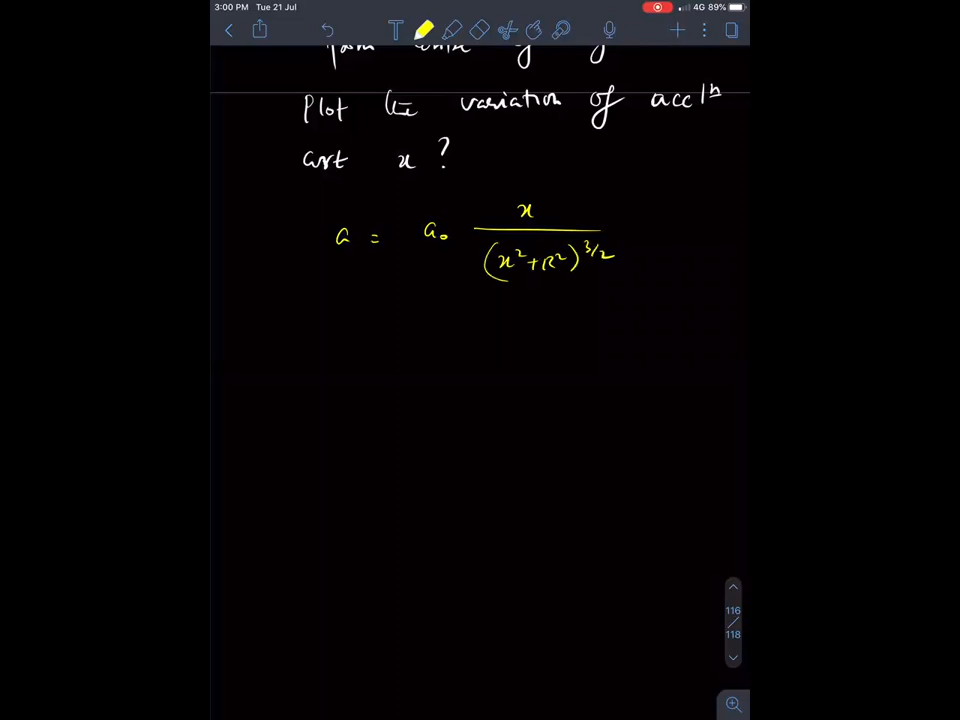 3:00 PM Tue 21 Jul 4G 89%
T
Plot the variation of accln
wrt x ?
a = a₀ x / (x²+R²)^3/2
116
118